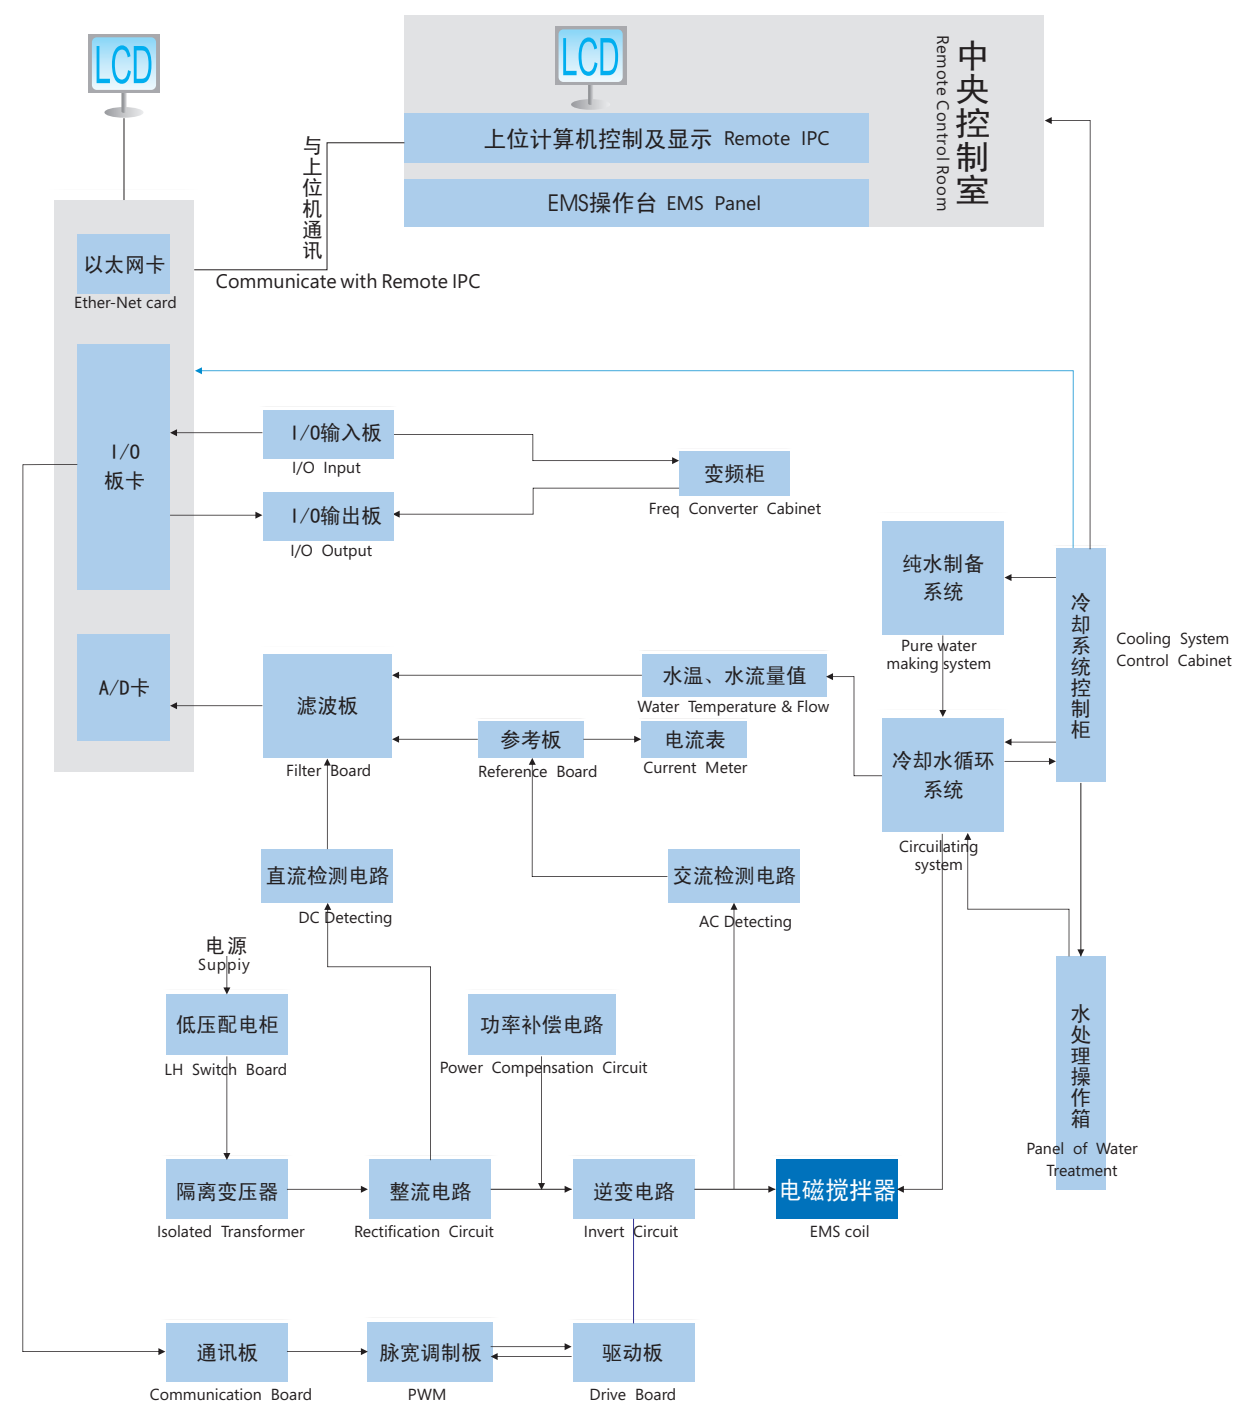 LCD
LCD
中央控制室
Remote Control Room
上位计算机控制及显示 Remote IPC
EMS操作台 EMS Panel
与上位机通讯
Communicate with Remote IPC
以太网卡
Ether-Net card
I/O
板卡
I/O输入板
I/O Input
变频柜
Freq Converter Cabinet
I/O输出板
I/O Output
纯水制备
系统
Pure water
making system
冷却系统控制柜
Cooling System
Control Cabinet
A/D卡
滤波板
Filter Board
水温、水流量值
Water Temperature & Flow
参考板
Reference Board
电流表
Current Meter
冷却水循环
系统
Circuilating
system
直流检测电路
DC Detecting
交流检测电路
AC Detecting
电源
Suppiy
低压配电柜
LH Switch Board
功率补偿电路
Power Compensation Circuit
水处理操作箱
Panel of Water
Treatment
隔离变压器
Isolated Transformer
整流电路
Rectification Circuit
逆变电路
Invert Circuit
电磁搅拌器
EMS coil
通讯板
Communication Board
脉宽调制板
PWM
驱动板
Drive Board